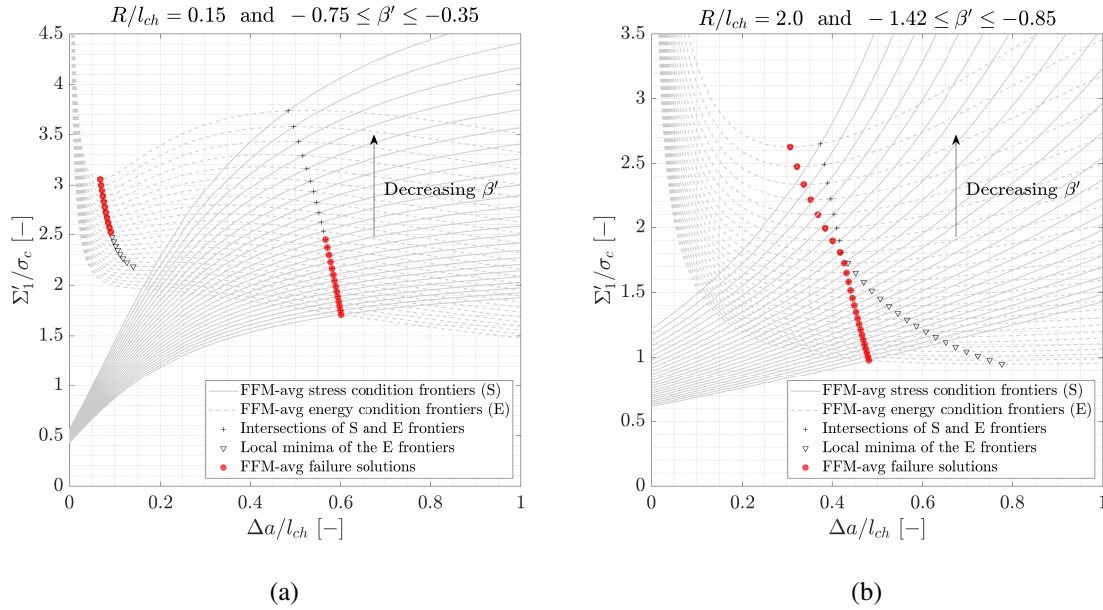 R/l_ch = 0.15 and − 0.75 ≤ β′ ≤ −0.35
4.5
4
3.5
3
2.5
2
1.5
1
0.5
0
Σ′₁/σ_c [−]
Decreasing β′
FFM-avg stress condition frontiers (S)
FFM-avg energy condition frontiers (E)
Intersections of S and E frontiers
Local minima of the E frontiers
FFM-avg failure solutions
0 0.2 0.4 0.6 0.8 1
Δa/l_ch [−]
(a)
R/l_ch = 2.0 and − 1.42 ≤ β′ ≤ −0.85
3.5
3
2.5
2
1.5
1
0.5
0
Σ′₁/σ_c [−]
Decreasing β′
FFM-avg stress condition frontiers (S)
FFM-avg energy condition frontiers (E)
Intersections of S and E frontiers
Local minima of the E frontiers
FFM-avg failure solutions
0 0.2 0.4 0.6 0.8 1
Δa/l_ch [−]
(b)